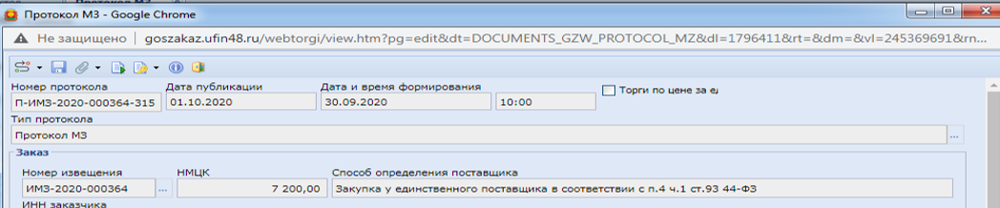 Протокол МЗ - Google Chrome
Не защищено | goszakaz.ufin48.ru/webtorgi/view.htm?pg=edit&dt=DOCUMENTS_GZW_PROTOCOL_MZ&dl=1796411&rt=&dm=&vl=245369691&rn...
Номер протокола Дата публикации Дата и время формирования
П-ИМЗ-2020-000364-315 01.10.2020 30.09.2020 10:00 Торги по цене за ед
Тип протокола
Протокол МЗ ...
Заказ
Номер извещения НМЦК Способ определения поставщика
ИМЗ-2020-000364 ... 7 200,00 Закупка у единственного поставщика в соответствии с п.4 ч.1 ст.93 44-ФЗ
ИНН заказчика